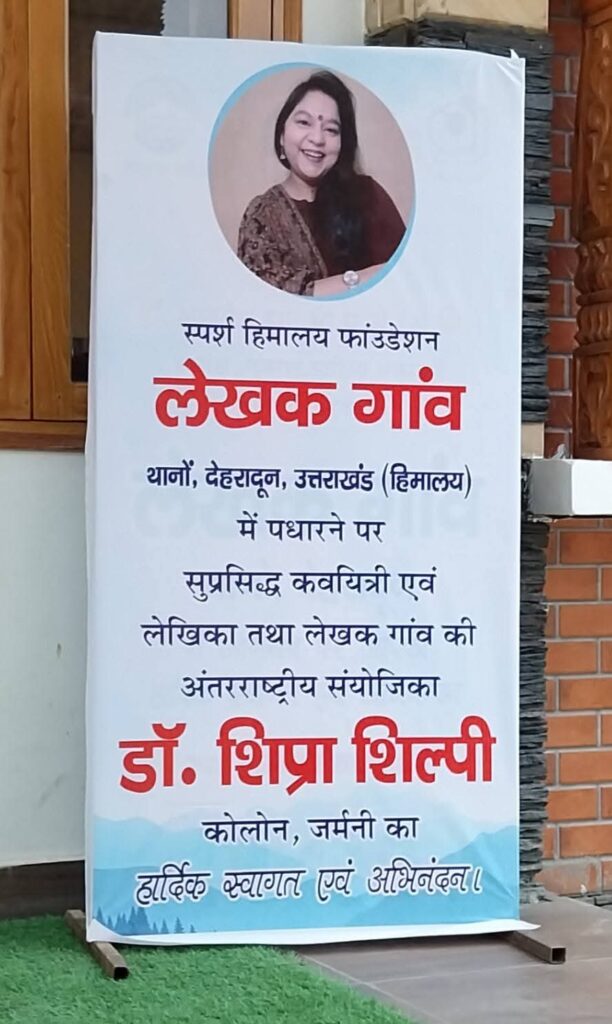 स्पर्श हिमालय फांउडेशन
लेखक गांव
थानों, देहरादून, उत्तराखंड (हिमालय)
में पधारने पर
सुप्रसिद्ध कवयित्री एवं
लेखिका तथा लेखक गांव की
अंतरराष्ट्रीय संयोजिका
डॉ. शिप्रा शिल्पी
कोलोन, जर्मनी का
हार्दिक स्वागत एवं अभिनंदन।